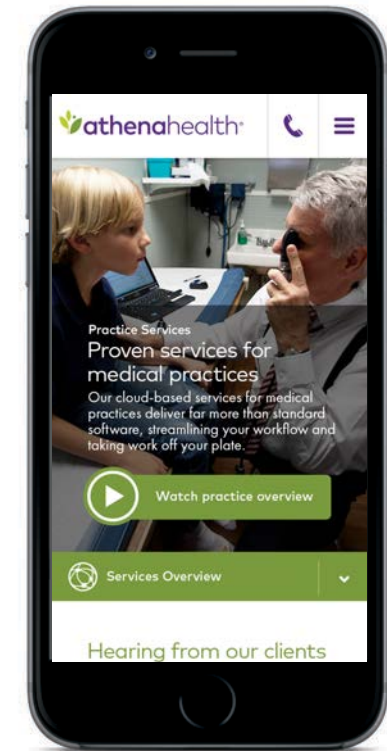 athenahealth
Practice Services
Proven services for
medical practices
Our cloud-based services for medical
practices deliver far more than standard
software, streamlining your workflow and
taking work off your plate.
Watch practice overview
Services Overview
Hearing from our clients